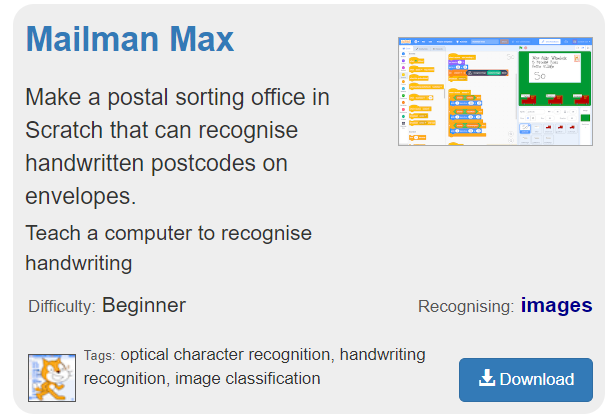 Mailman Max
Make a postal sorting office in
Scratch that can recognise
handwritten postcodes on
envelopes.
Teach a computer to recognise
handwriting
Difficulty: Beginner
Recognising: images
Tags: optical character recognition, handwriting
recognition, image classification
Download